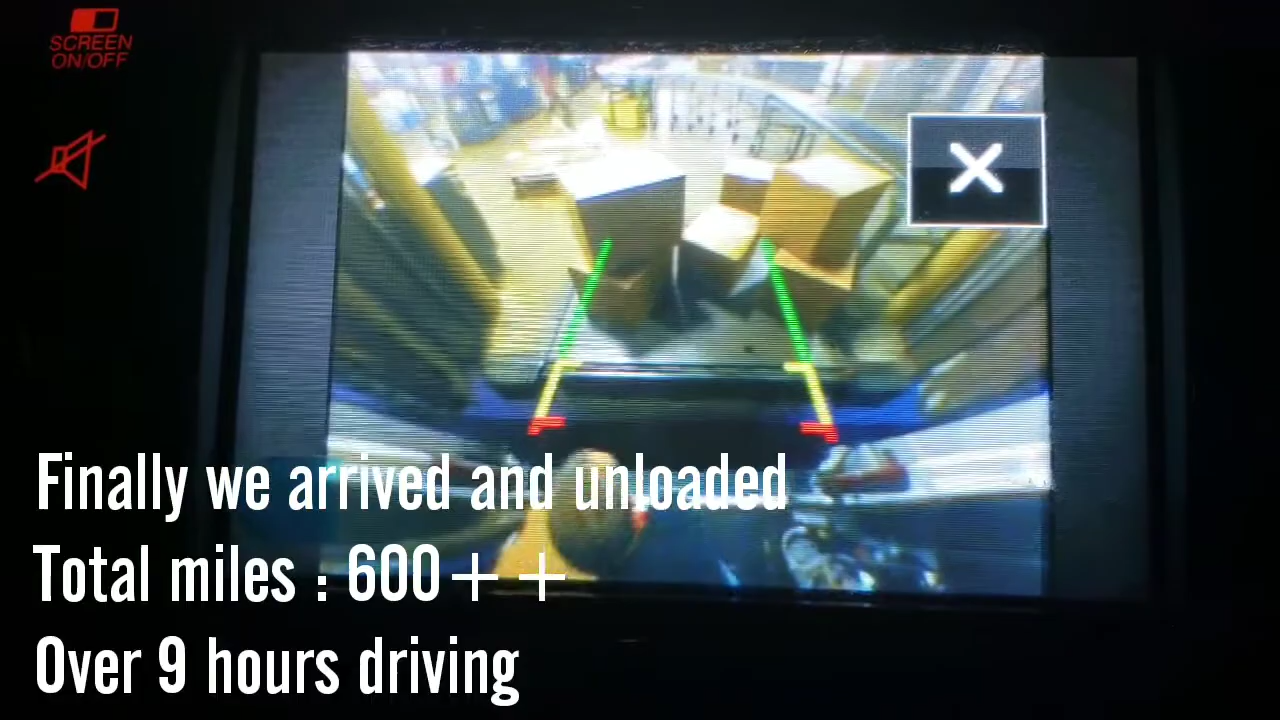 SCREEN
ON/OFF
Finally we arrived and unloaded
Total miles : 600++
Over 9 hours driving